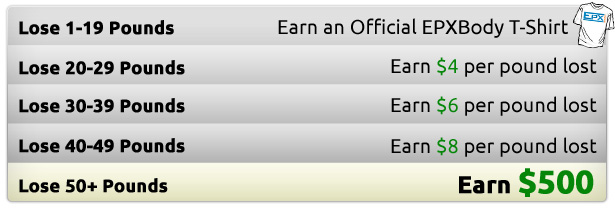 Lose 1-19 Pounds Earn an Official EPXBody T-Shirt EPX
Lose 20-29 Pounds Earn $4 per pound lost
Lose 30-39 Pounds Earn $6 per pound lost
Lose 40-49 Pounds Earn $8 per pound lost
Lose 50+ Pounds Earn $500